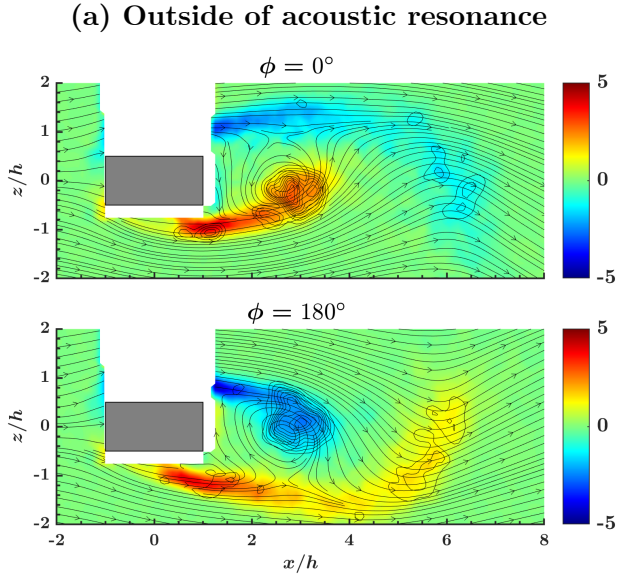 (a) Outside of acoustic resonance
ϕ = 0°
2
1
0
-1
-2
z/h
5
0
-5
ϕ = 180°
2
1
0
-1
-2
z/h
5
0
-5
-2 0 2 4 6 8
x/h